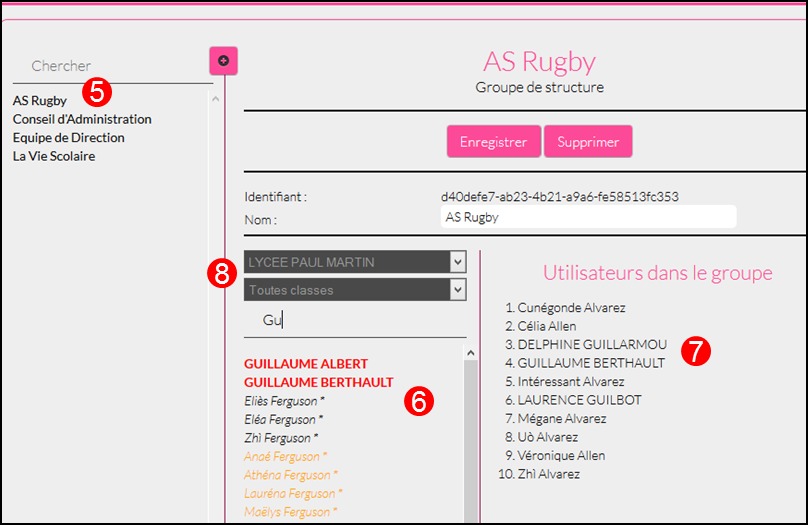 Chercher
5
AS Rugby
Conseil d'Administration
Equipe de Direction
La Vie Scolaire
AS Rugby
Groupe de structure
Enregistrer Supprimer
Identifiant : d40defe7-ab23-4b21-a9a6-fe58513fc353
Nom : AS Rugby
8
LYCEE PAUL MARTIN
Toutes classes
Gu
GUILLAUME ALBERT
GUILLAUME BERTHAULT
Eliès Ferguson *
Eléa Ferguson *
Zhì Ferguson *
Anaé Ferguson *
Athéna Ferguson *
Lauréna Ferguson *
Maëlys Ferguson *
6
Utilisateurs dans le groupe
1. Cunégonde Alvarez
2. Célia Allen
3. DELPHINE GUILLARMOU
4. GUILLAUME BERTHAULT
5. Intéressant Alvarez
6. LAURENCE GUILBOT
7. Mégane Alvarez
8. Uò Alvarez
9. Véronique Allen
10. Zhì Alvarez
7